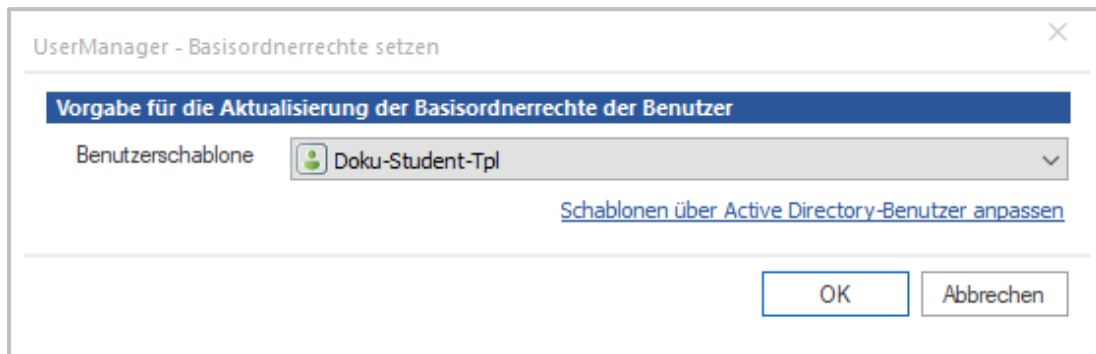 UserManager - Basisordnerrechte setzen
Vorgabe für die Aktualisierung der Basisordnerrechte der Benutzer
Benutzerschablone Doku-Student-Tpl
Schablonen über Active Directory-Benutzer anpassen
OK Abbrechen